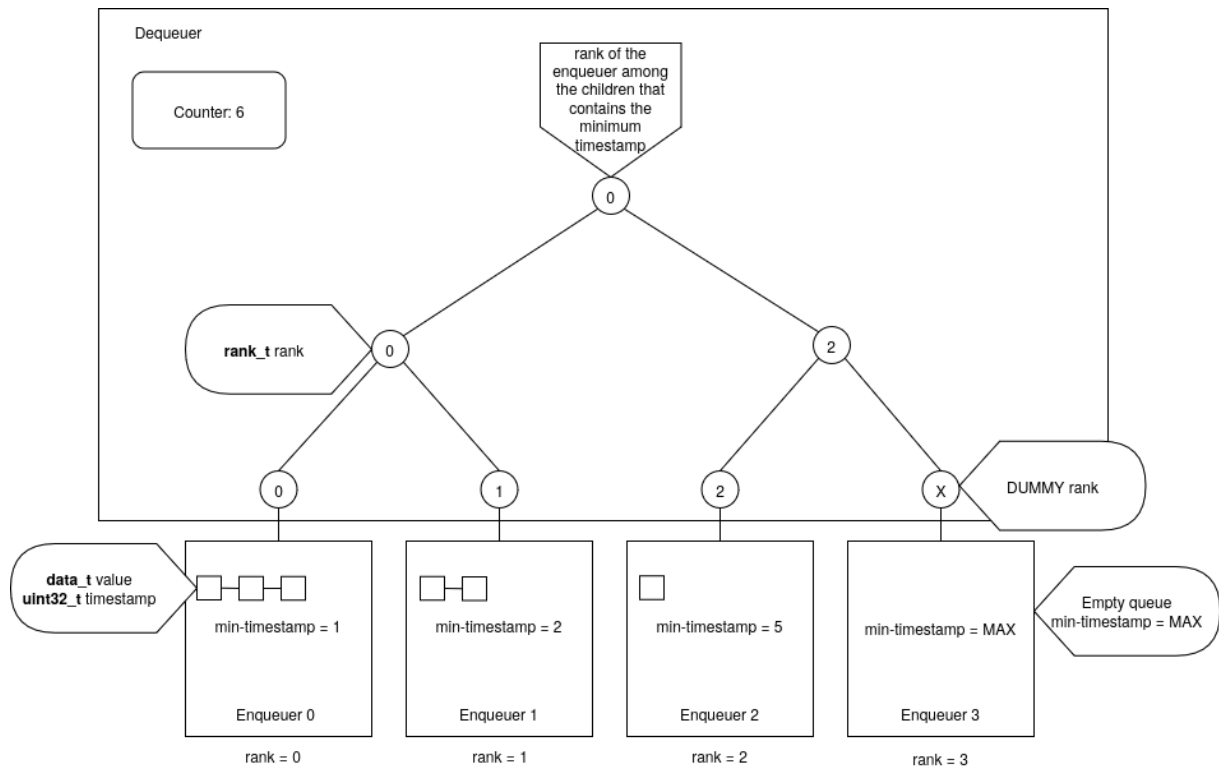 Dequeuer
Counter: 6
rank of the
enqueuer among
the children that
contains the
minimum
timestamp
0
rank_t rank
0
2
0
1
2
X
DUMMY rank
data_t value
uint32_t timestamp
min-timestamp = 1
min-timestamp = 2
min-timestamp = 5
min-timestamp = MAX
Empty queue
min-timestamp = MAX
Enqueuer 0
Enqueuer 1
Enqueuer 2
Enqueuer 3
rank = 0
rank = 1
rank = 2
rank = 3